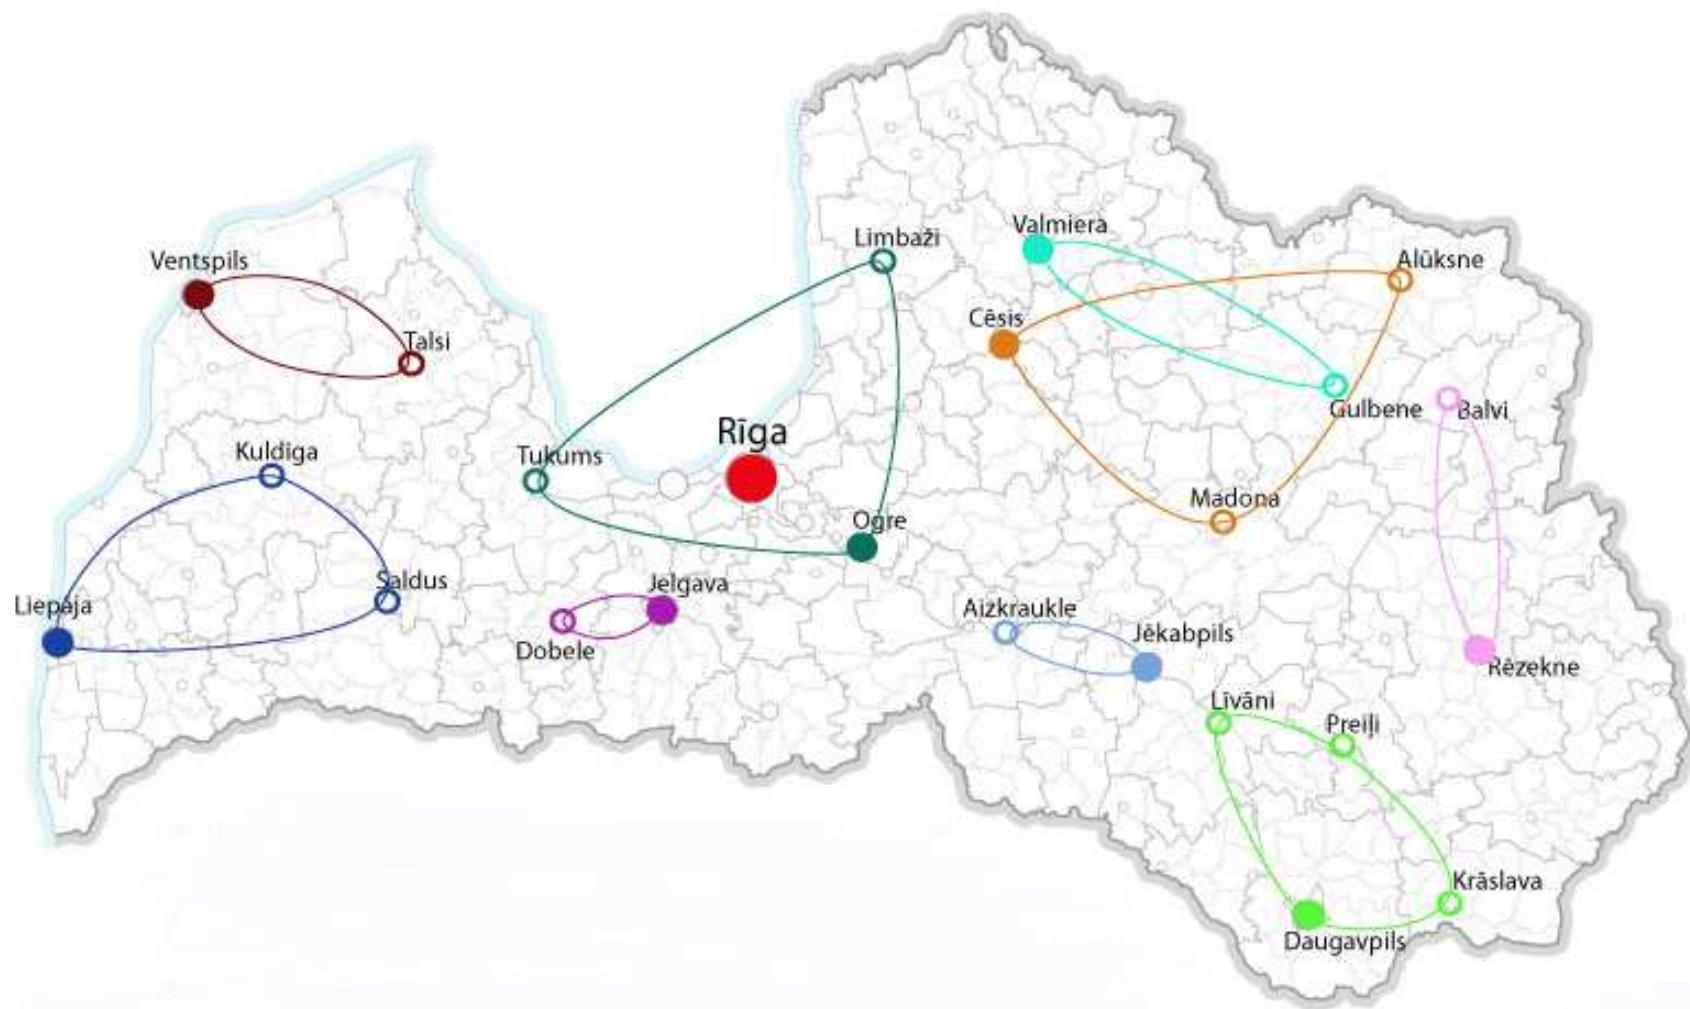 Valmiera
Limbaži
Ventspils
Alūksne
Cēsis
Talsi
Gulbene
Balvi
Rīga
Kuldīga
Tukums
Madona
Ogre
Saldus
Jelgava
Liepāja
Aizkraukle
Jēkabpils
Dobele
Rēzekne
Līvāni
Preiļi
Krāslava
Daugavpils